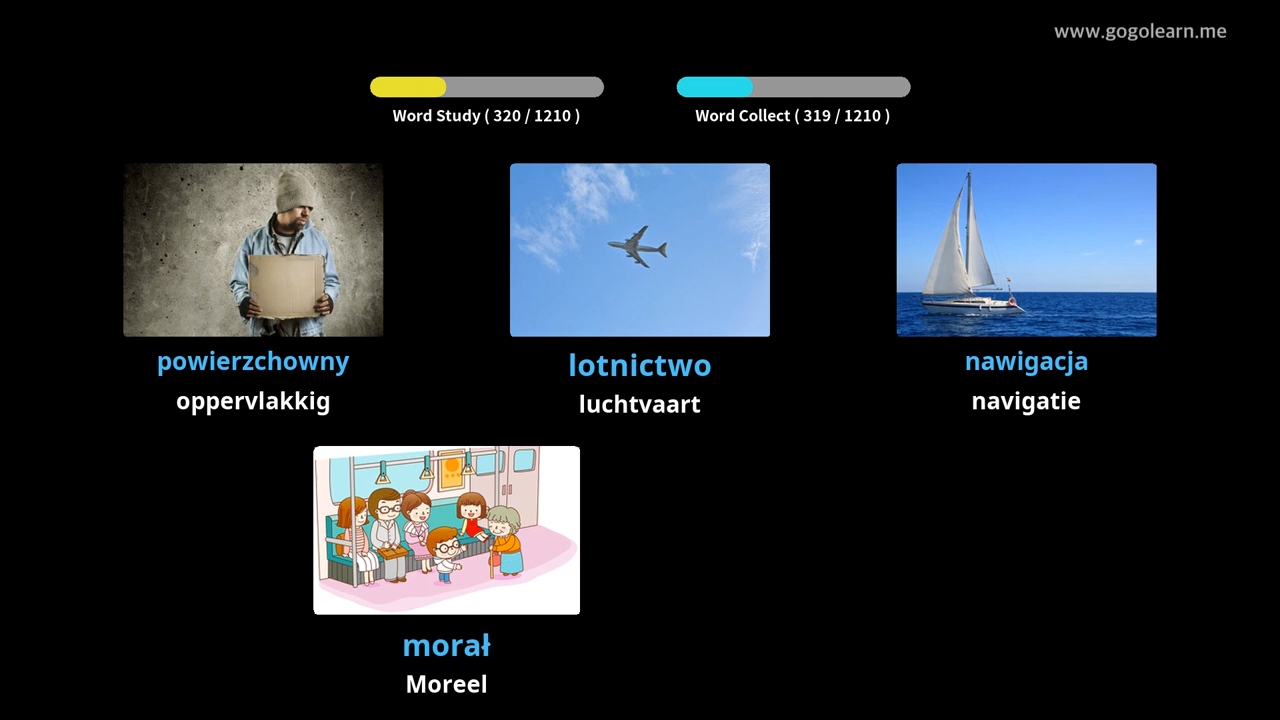 www.gogolearn.me
Word Study ( 320 / 1210 )
Word Collect ( 319 / 1210 )
powierzchowny
oppervlakkig
lotnictwo
luchtvaart
nawigacja
navigatie
morał
Moreel